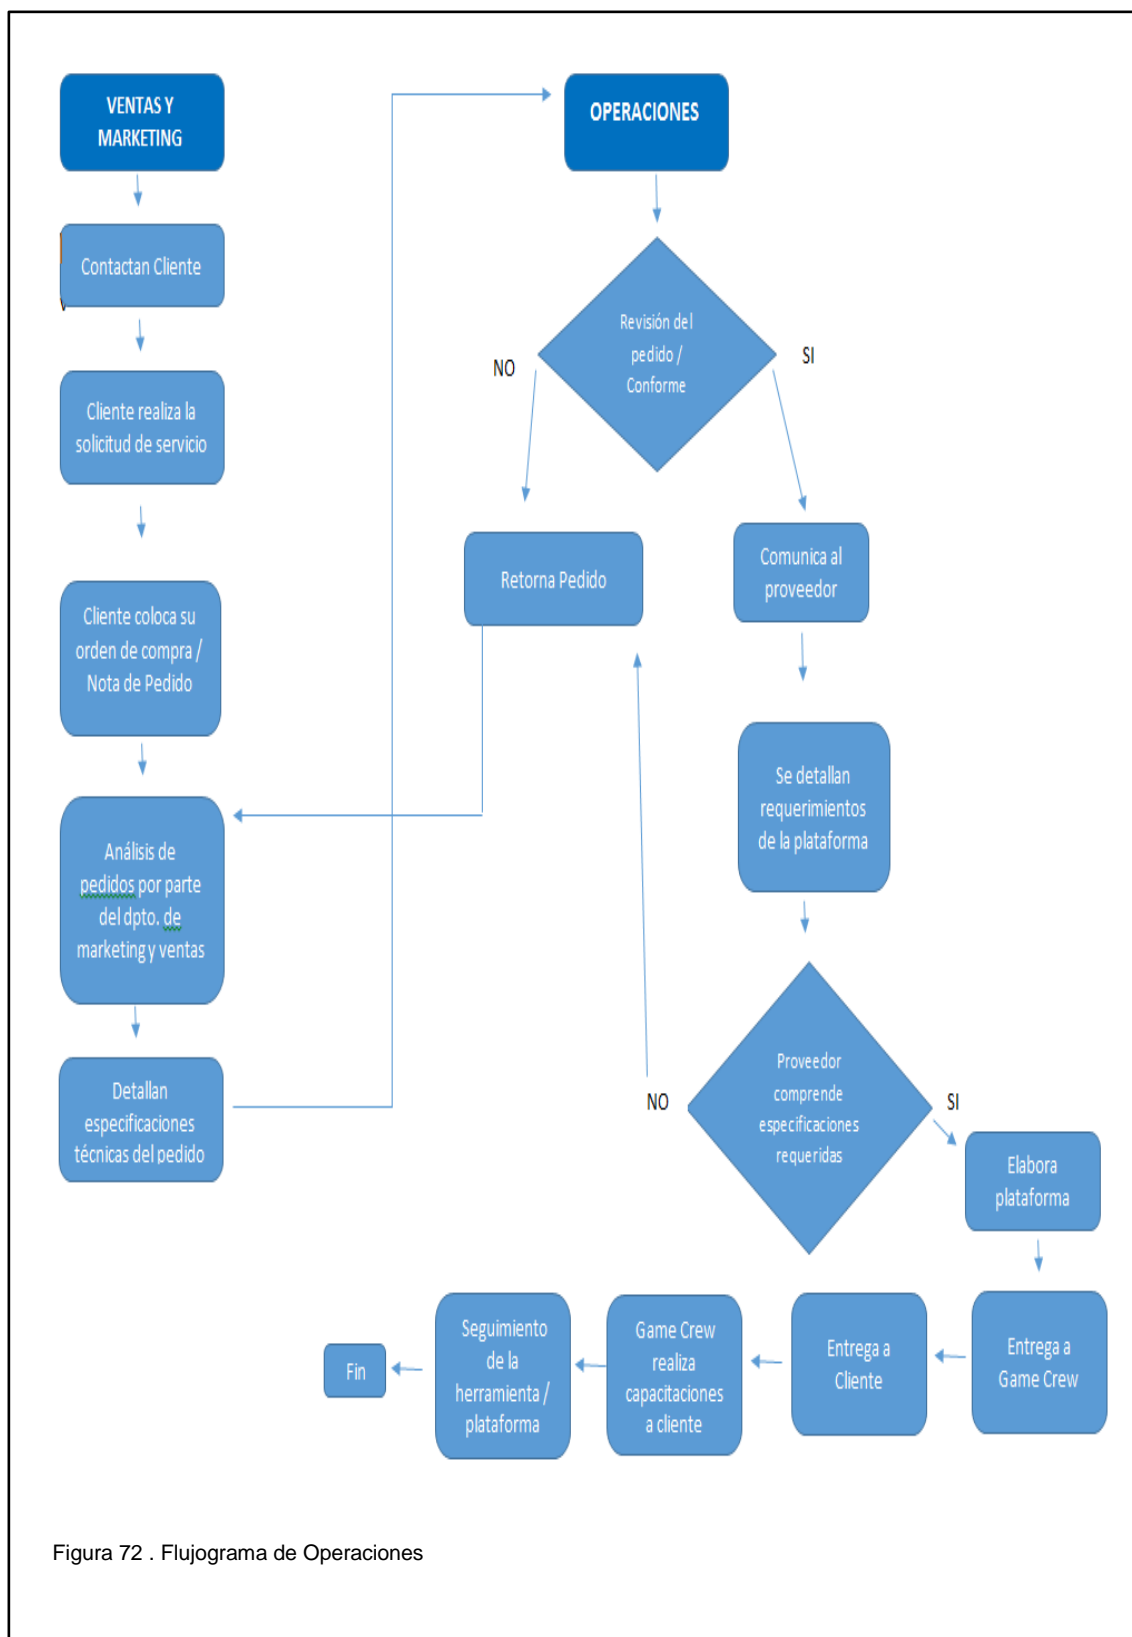 VENTAS Y
MARKETING
Contactan Cliente
Cliente realiza la
solicitud de servicio
Cliente coloca su
orden de compra /
Nota de Pedido
Análisis de
pedidos por parte
del dpto. de
marketing y ventas
Detallan
especificaciones
técnicas del pedido
OPERACIONES
Revisión del
pedido /
Conforme
NO
SI
Retorna Pedido
Comunica al
proveedor
Se detallan
requerimientos
de la plataforma
Proveedor
comprende
especificaciones
requeridas
NO
SI
Elabora
plataforma
Entrega a
Game Crew
Entrega a
Cliente
Game Crew
realiza
capacitaciones
a cliente
Seguimiento
de la
herramienta /
plataforma
Fin
Figura 72 . Flujograma de Operaciones